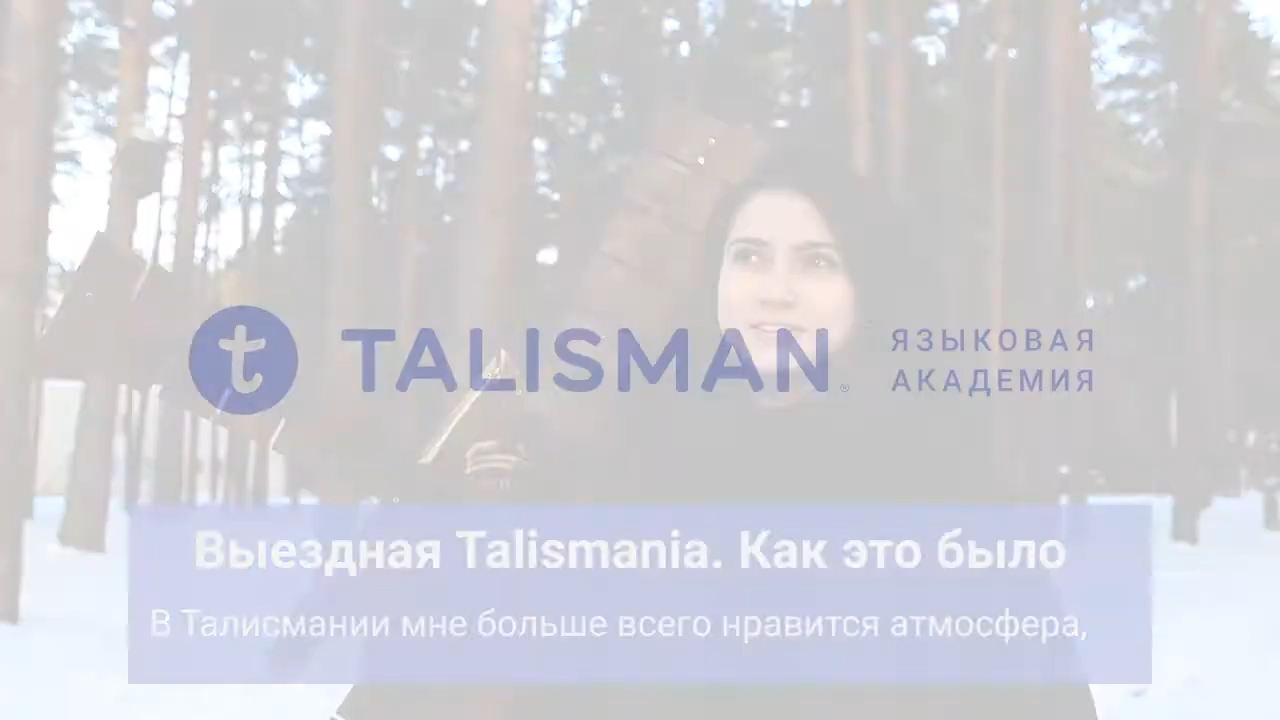 t TALISMAN® ЯЗЫКОВАЯ
АКАДЕМИЯ
Выездная Talismania. Как это было
В Талисмании мне больше всего нравится атмосфера,